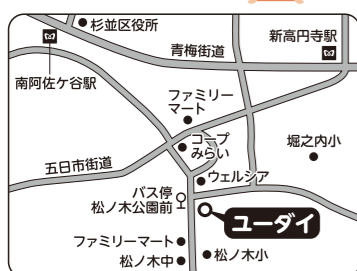 杉並区役所
青梅街道
新高円寺駅
南阿佐ケ谷駅
ファミリー
マート
コープ
みらい
堀之内小
五日市街道
ウェルシア
バス停
松ノ木公園前
ユーダイ
ファミリーマート
松ノ木中
松ノ木小